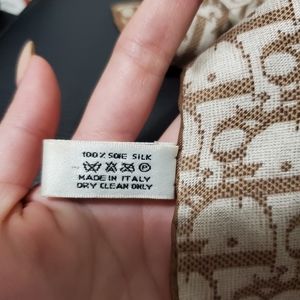 100% SOIE SILK
P
MADE IN ITALY
DRY CLEAN ONLY